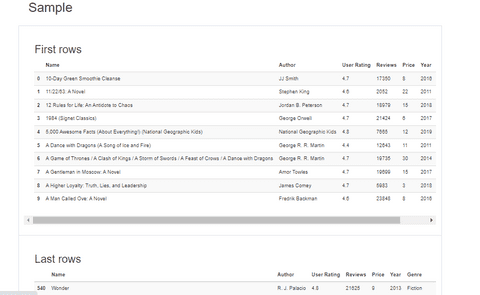 Sample
First rows
Name Author User Rating Reviews Price Year
0 10-Day Green Smoothie Cleanse JJ Smith 4.7 17350 8 2016
1 11/22/63: A Novel Stephen King 4.6 2052 22 2011
2 12 Rules for Life: An Antidote to Chaos Jordan B. Peterson 4.7 18979 15 2018
3 1984 (Signet Classics) George Orwell 4.7 21424 6 2017
4 5,000 Awesome Facts (About Everything!) (National Geographic Kids) National Geographic Kids 4.8 7665 12 2019
5 A Dance with Dragons (A Song of Ice and Fire) George R. R. Martin 4.4 12643 11 2011
6 A Game of Thrones / A Clash of Kings / A Storm of Swords / A Feast of Crows / A Dance with Dragons George R. R. Martin 4.7 19735 30 2014
7 A Gentleman in Moscow: A Novel Amor Towles 4.7 19699 15 2017
8 A Higher Loyalty: Truth, Lies, and Leadership James Comey 4.7 5983 3 2018
9 A Man Called Ove: A Novel Fredrik Backman 4.6 23848 8 2016
Last rows
Name Author User Rating Reviews Price Year Genre
540 Wonder R. J. Palacio 4.8 21625 9 2013 Fiction